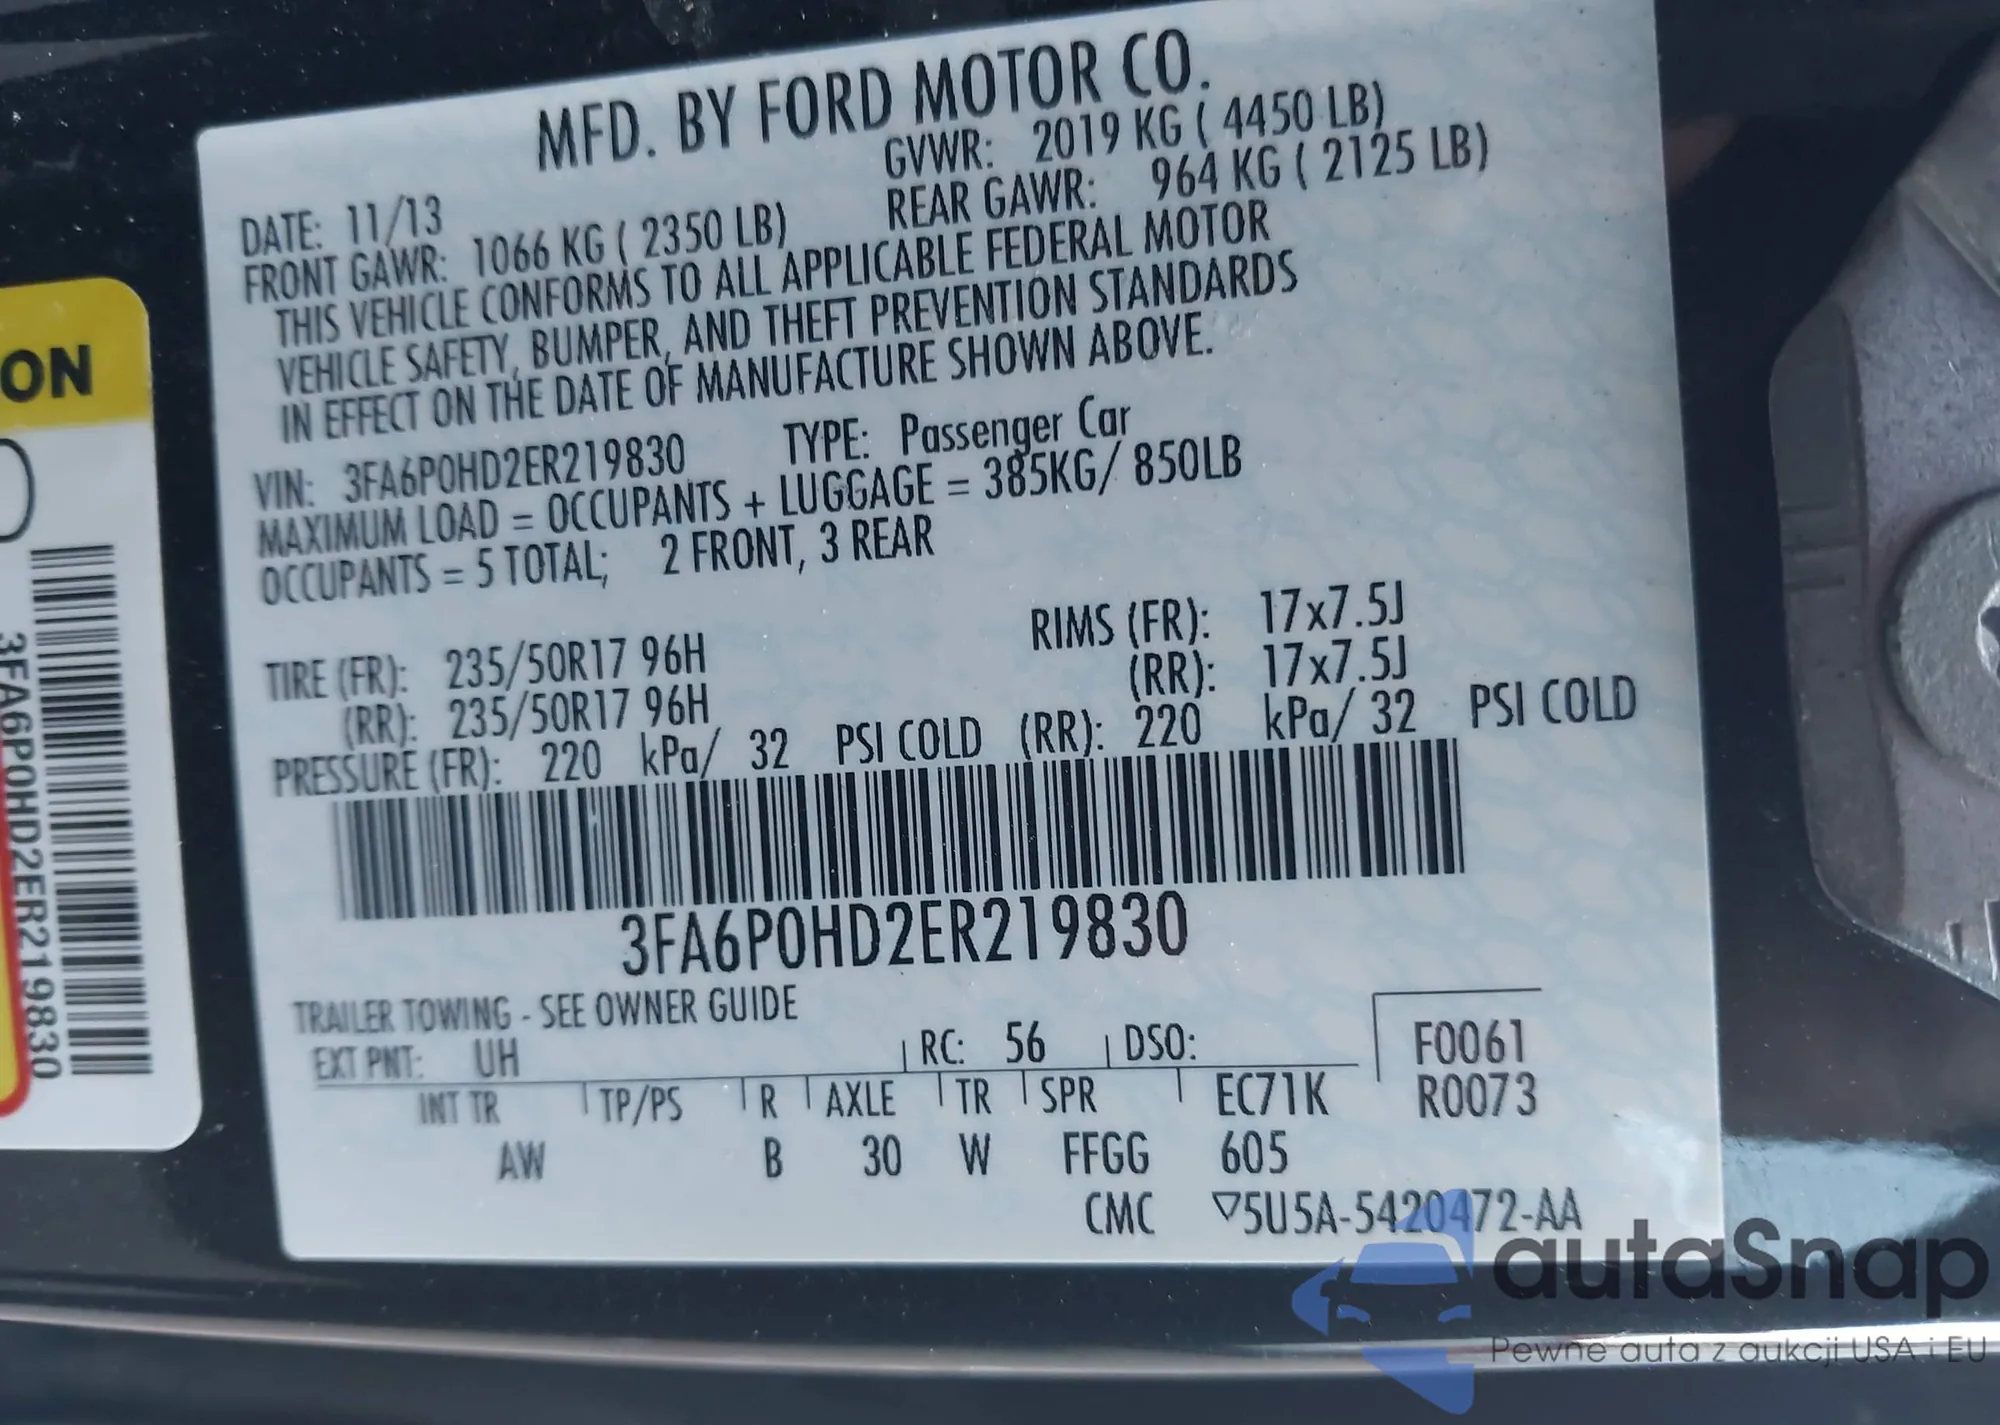 MFD. BY FORD MOTOR CO.
DATE: 11/13 GVWR: 2019 KG ( 4450 LB)
FRONT GAWR: 1066 KG ( 2350 LB) REAR GAWR: 964 KG ( 2125 LB)
THIS VEHICLE CONFORMS TO ALL APPLICABLE FEDERAL MOTOR
VEHICLE SAFETY, BUMPER, AND THEFT PREVENTION STANDARDS
IN EFFECT ON THE DATE OF MANUFACTURE SHOWN ABOVE.
VIN: 3FA6P0HD2ER219830 TYPE: Passenger Car
MAXIMUM LOAD = OCCUPANTS + LUGGAGE = 385KG/ 850LB
OCCUPANTS = 5 TOTAL; 2 FRONT, 3 REAR
TIRE (FR): 235/50R17 96H RIMS (FR): 17x7.5J
(RR): 235/50R17 96H (RR): 17x7.5J
PRESSURE (FR): 220 kPa/ 32 PSI COLD (RR): 220 kPa/ 32 PSI COLD
3FA6P0HD2ER219830
TRAILER TOWING - SEE OWNER GUIDE
EXT PNT: UH RC: 56 DSO: F0061
INT TR TP/PS R AXLE TR SPR EC71K R0073
AW B 30 W FFGG 605
CMC ▽5U5A-5420472-AA
ON
3FA6P0HD2ER219830
autaSnap
Pewne auta z aukcji USA i EU